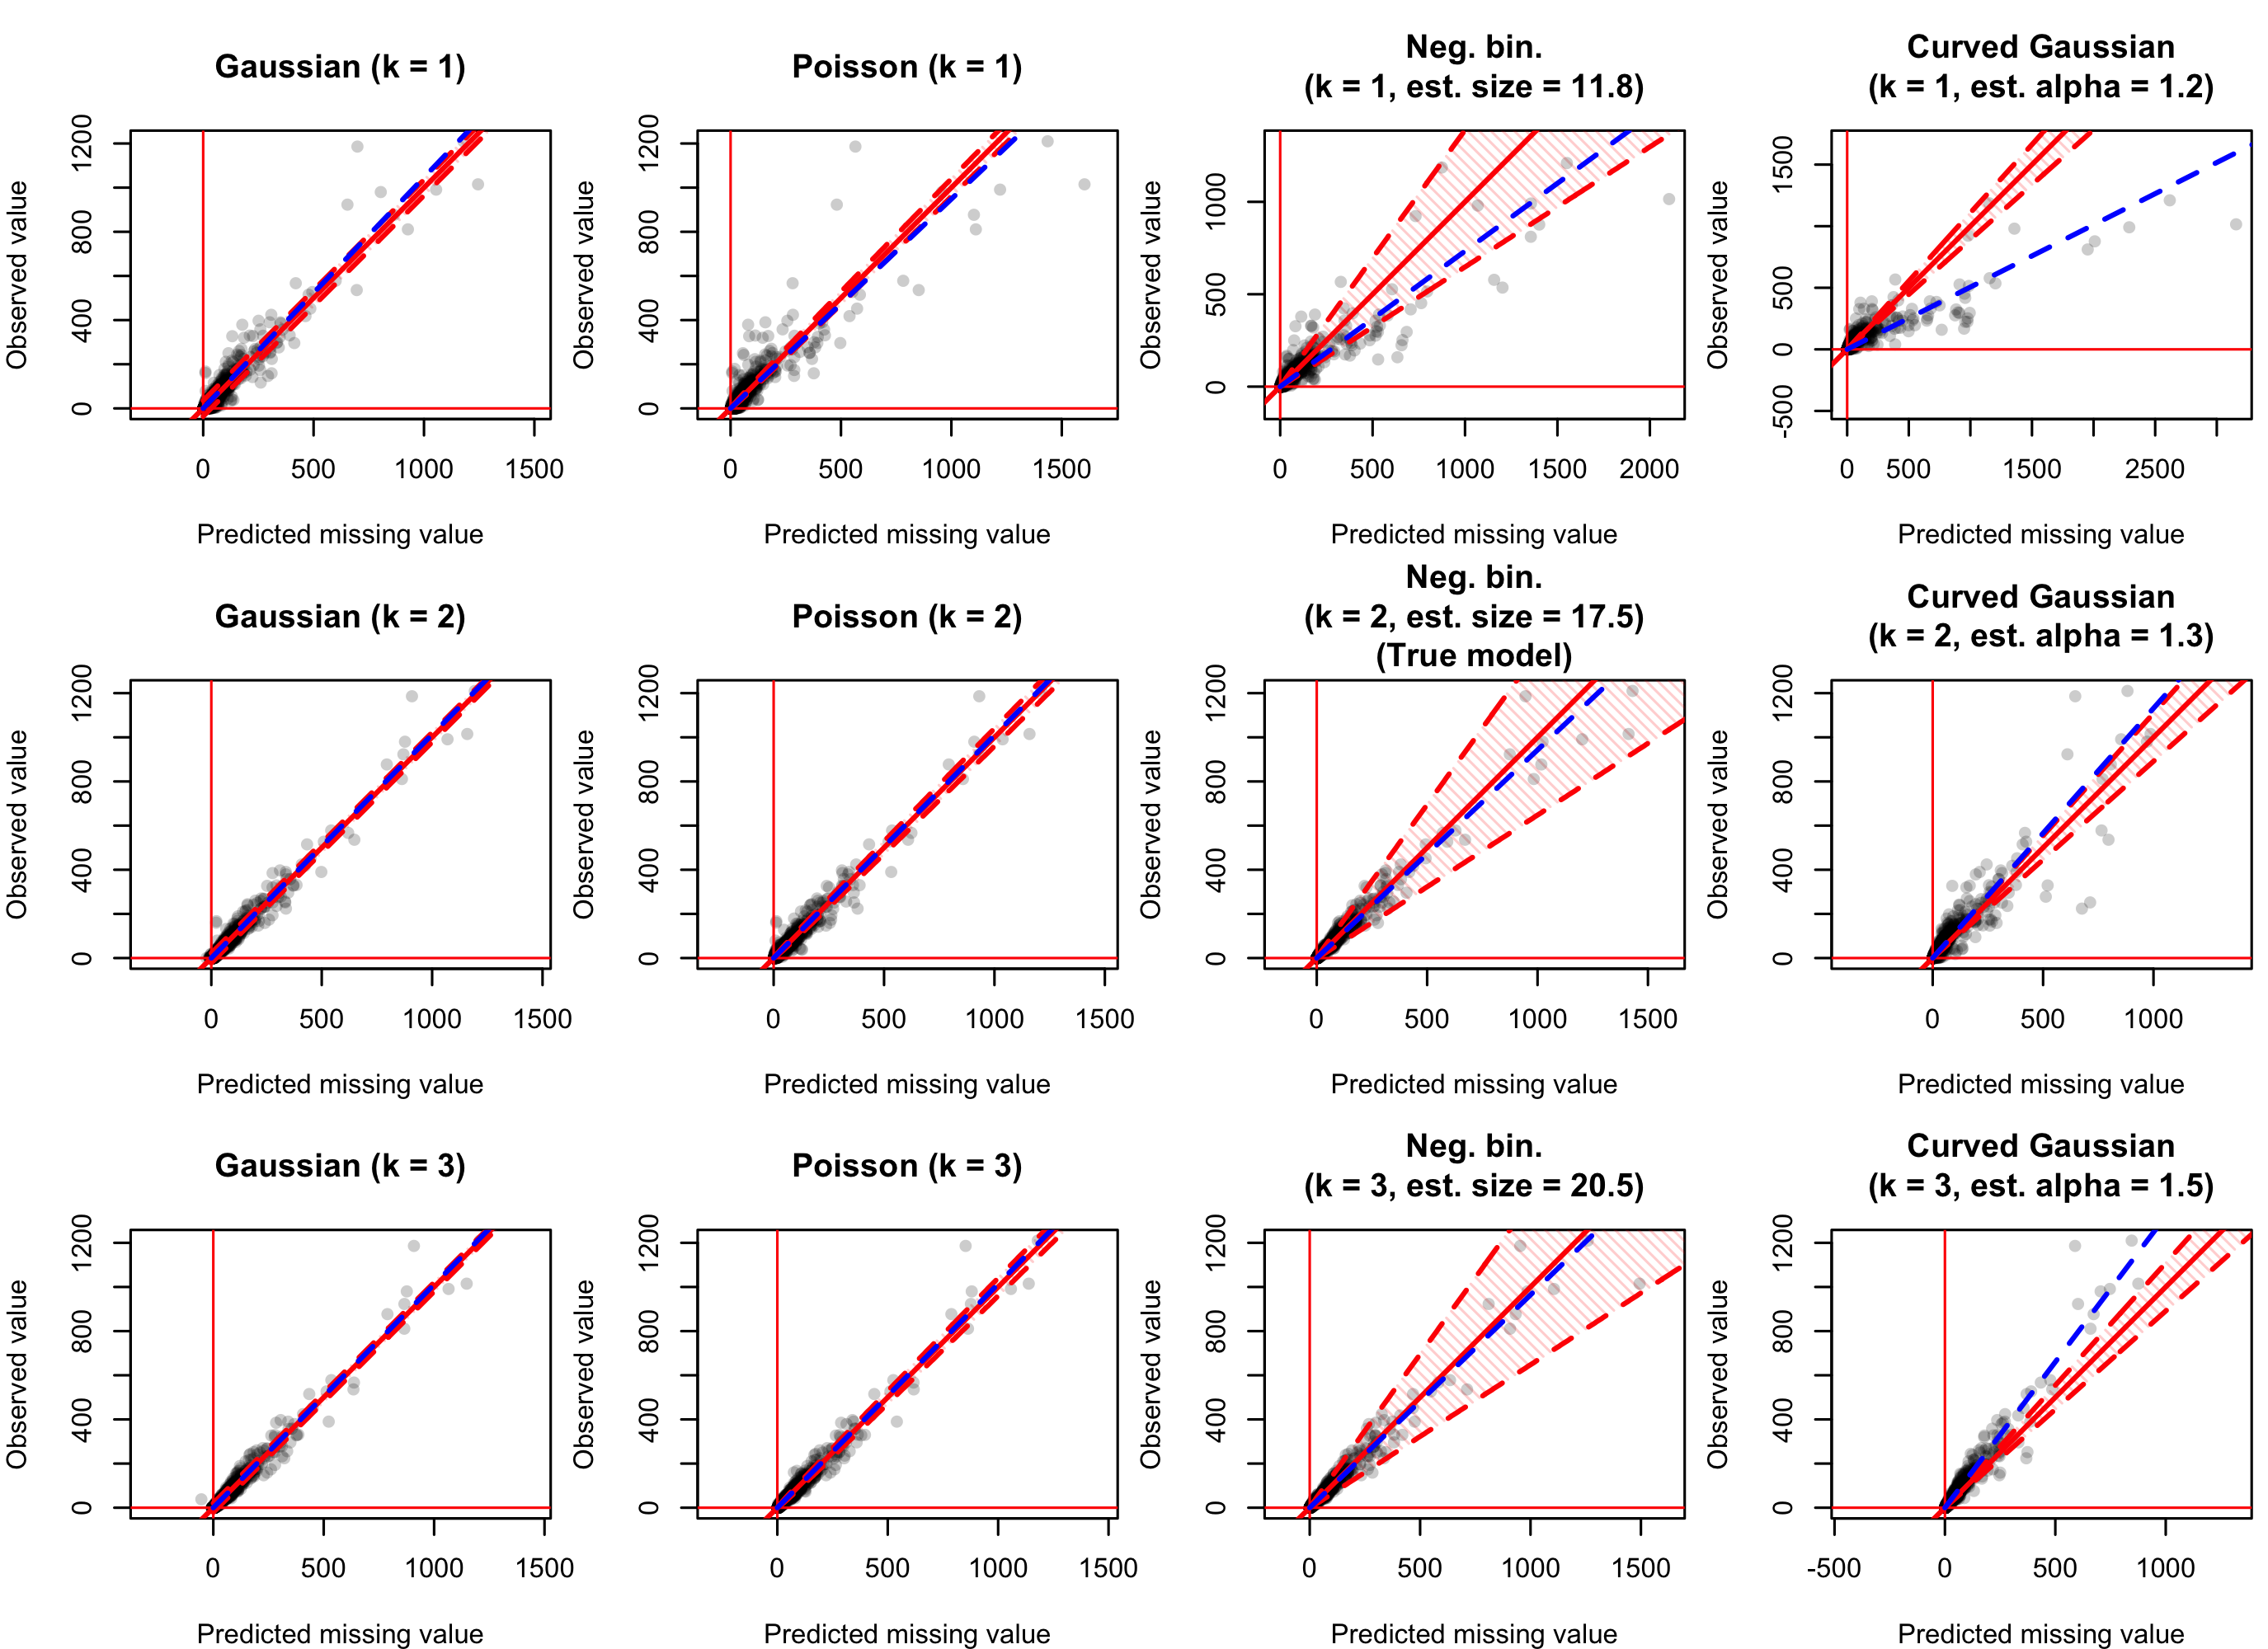 Gaussian (k = 1)
Observed value
0 400 800 1200
0 500 1000 1500
Predicted missing value
Poisson (k = 1)
Observed value
0 400 800 1200
0 500 1000 1500
Predicted missing value
Neg. bin.
(k = 1, est. size = 11.8)
Observed value
0 500 1000
0 500 1000 1500 2000
Predicted missing value
Curved Gaussian
(k = 1, est. alpha = 1.2)
Observed value
-500 0 500 1500
0 500 1500 2500
Predicted missing value
Gaussian (k = 2)
Observed value
0 400 800 1200
0 500 1000 1500
Predicted missing value
Poisson (k = 2)
Observed value
0 400 800 1200
0 500 1000 1500
Predicted missing value
Neg. bin.
(k = 2, est. size = 17.5)
(True model)
Observed value
0 400 800 1200
0 500 1000 1500
Predicted missing value
Curved Gaussian
(k = 2, est. alpha = 1.3)
Observed value
0 400 800 1200
0 500 1000
Predicted missing value
Gaussian (k = 3)
Observed value
0 400 800 1200
0 500 1000 1500
Predicted missing value
Poisson (k = 3)
Observed value
0 400 800 1200
0 500 1000 1500
Predicted missing value
Neg. bin.
(k = 3, est. size = 20.5)
Observed value
0 400 800 1200
0 500 1000 1500
Predicted missing value
Curved Gaussian
(k = 3, est. alpha = 1.5)
Observed value
0 400 800 1200
-500 0 500 1000
Predicted missing value